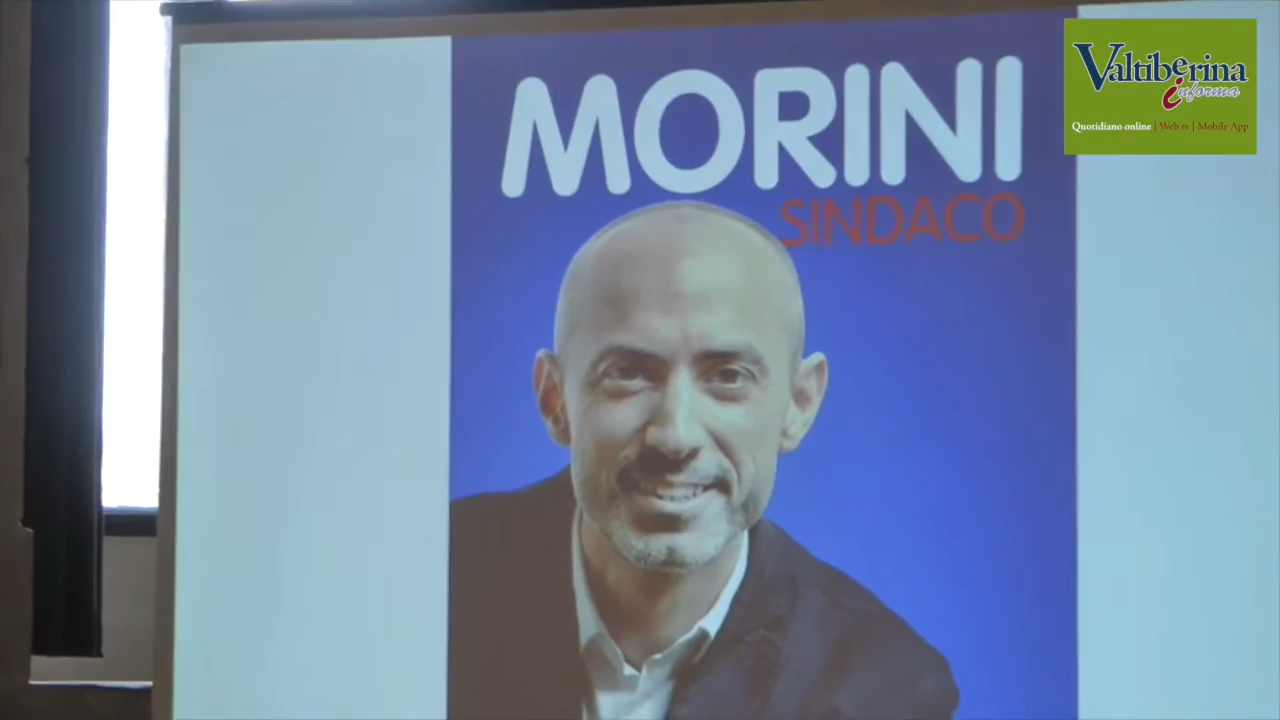 MORINI
SINDACO
Valtiberina
informa
Quotidiano online | Web tv | Mobile App